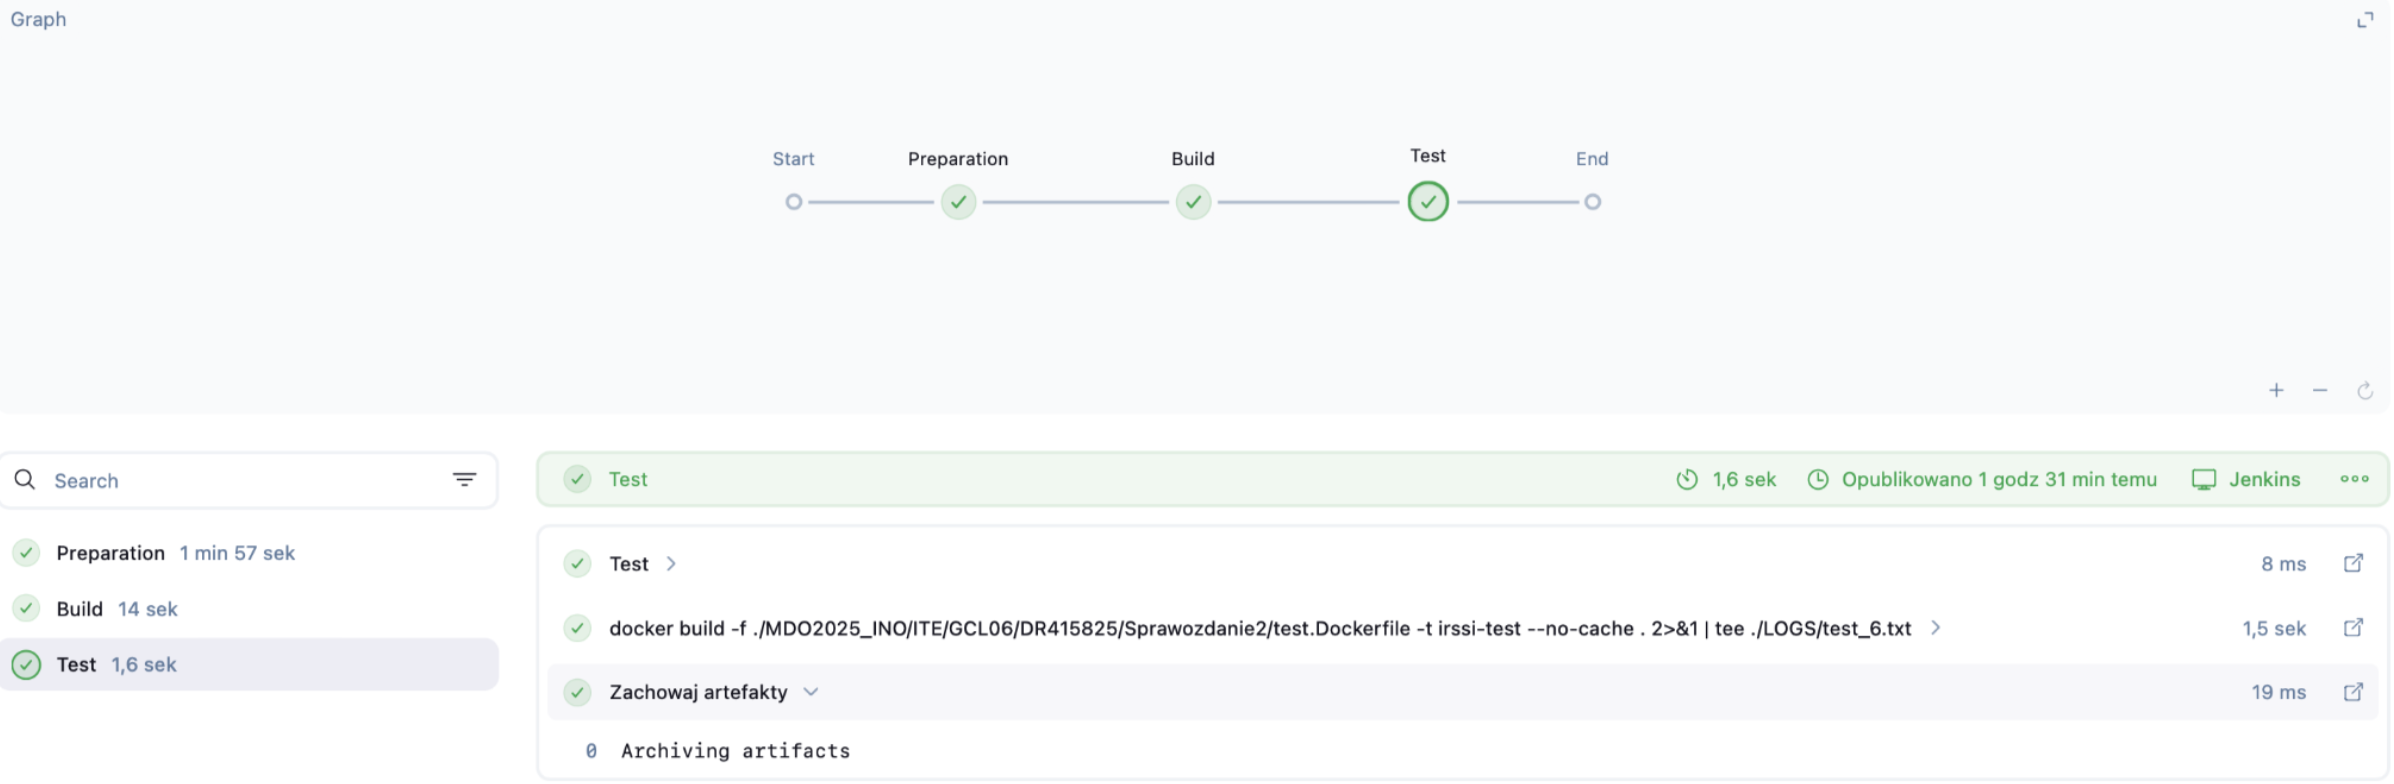 Graph
Start Preparation Build Test End
Search
Preparation 1 min 57 sek
Build 14 sek
Test 1,6 sek
Test 1,6 sek Opublikowano 1 godz 31 min temu Jenkins
Test 8 ms
docker build -f ./MDO2025_INO/ITE/GCL06/DR415825/Sprawozdanie2/test.Dockerfile -t irssi-test --no-cache . 2>&1 | tee ./LOGS/test_6.txt 1,5 sek
Zachowaj artefakty 19 ms
0 Archiving artifacts